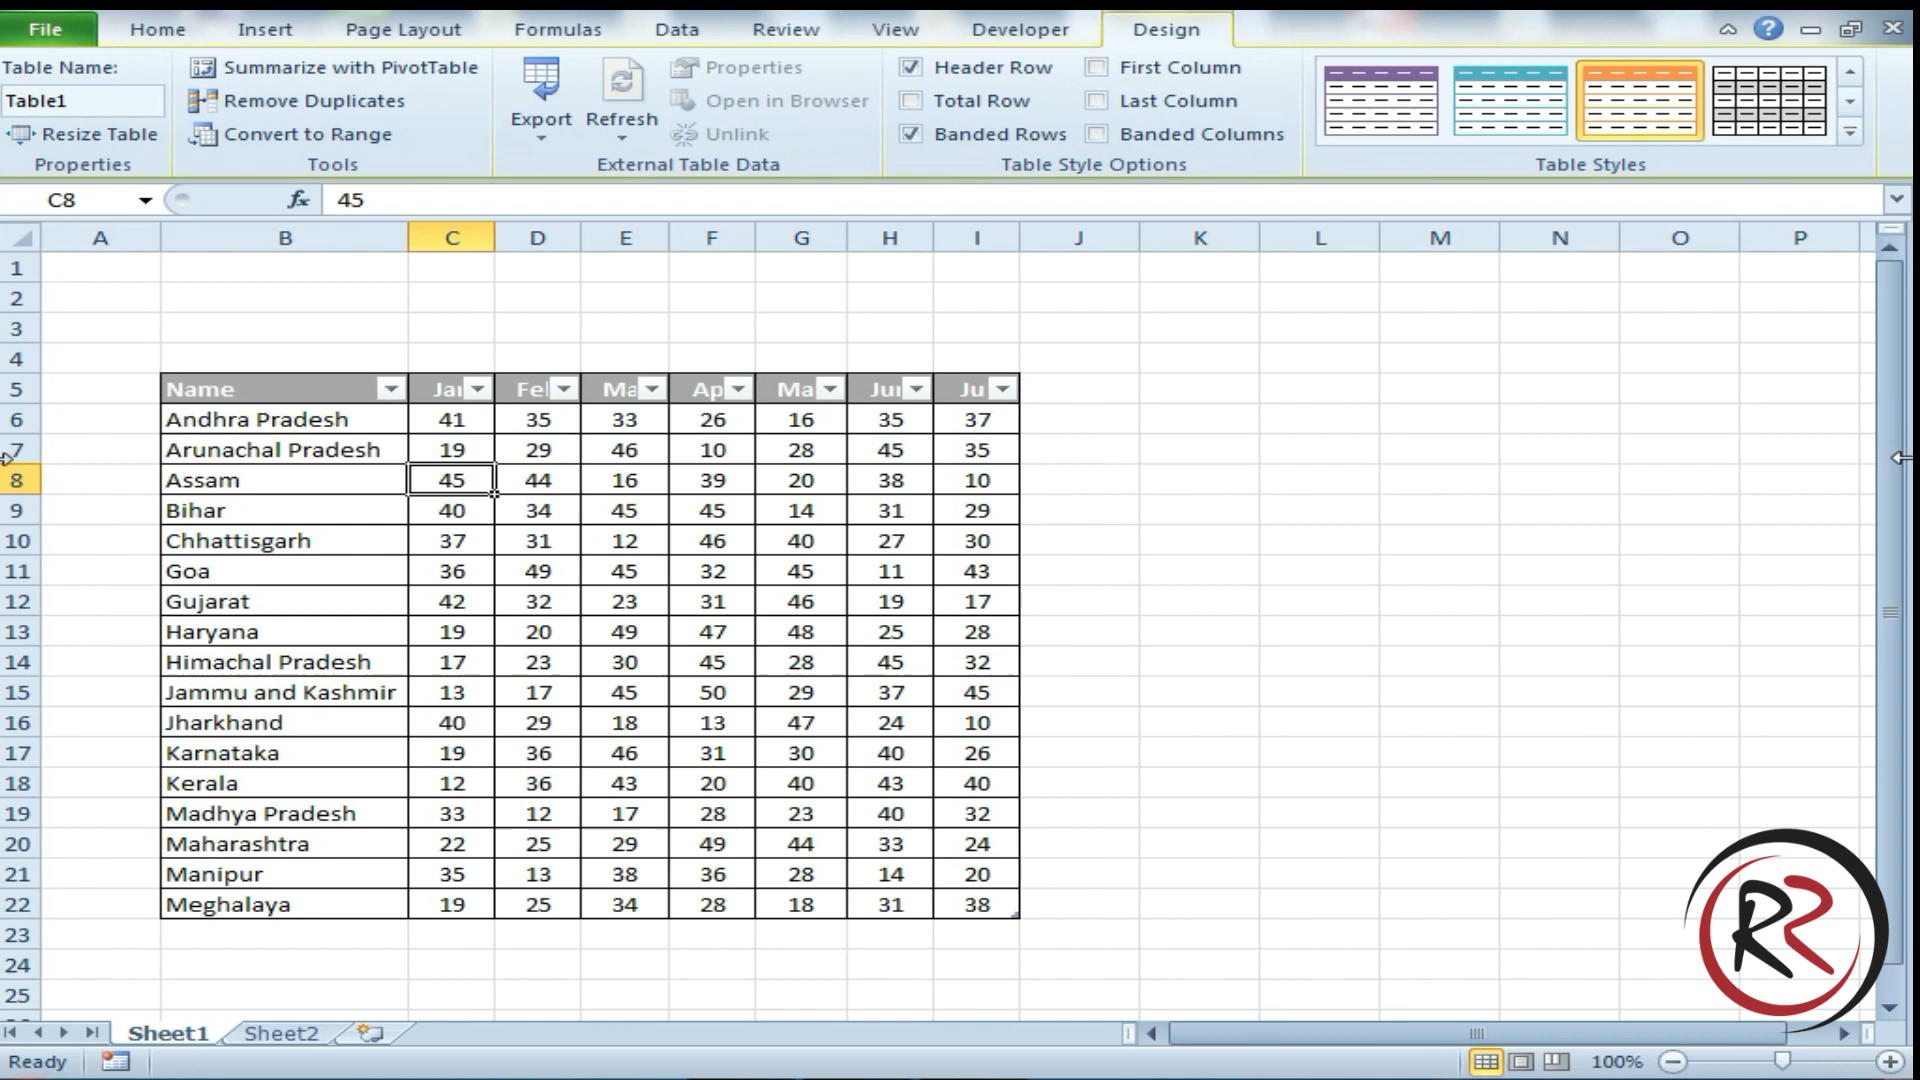 File Home Insert Page Layout Formulas Data Review View Developer Design
Table Name:
Table1
Resize Table
Properties
Summarize with PivotTable
Remove Duplicates
Convert to Range
Tools
Export Refresh
Properties
Open in Browser
Unlink
External Table Data
Header Row First Column
Total Row Last Column
Banded Rows Banded Columns
Table Style Options
Table Styles
C8 fx 45
A B C D E F G H I J K L M N O P
1
2
3
4
5 Name Jan Feb Ma Ap Ma Jun Ju
6 Andhra Pradesh 41 35 33 26 16 35 37
7 Arunachal Pradesh 19 29 46 10 28 45 35
8 Assam 45 44 16 39 20 38 10
9 Bihar 40 34 45 45 14 31 29
10 Chhattisgarh 37 31 12 46 40 27 30
11 Goa 36 49 45 32 45 11 43
12 Gujarat 42 32 23 31 46 19 17
13 Haryana 19 20 49 47 48 25 28
14 Himachal Pradesh 17 23 30 45 28 45 32
15 Jammu and Kashmir 13 17 45 50 29 37 45
16 Jharkhand 40 29 18 13 47 24 10
17 Karnataka 19 36 46 31 30 40 26
18 Kerala 12 36 43 20 40 43 40
19 Madhya Pradesh 33 12 17 28 23 40 32
20 Maharashtra 22 25 29 49 44 33 24
21 Manipur 35 13 38 36 28 14 20
22 Meghalaya 19 25 34 28 18 31 38
23
24
25
Sheet1 Sheet2
Ready 100%
RR